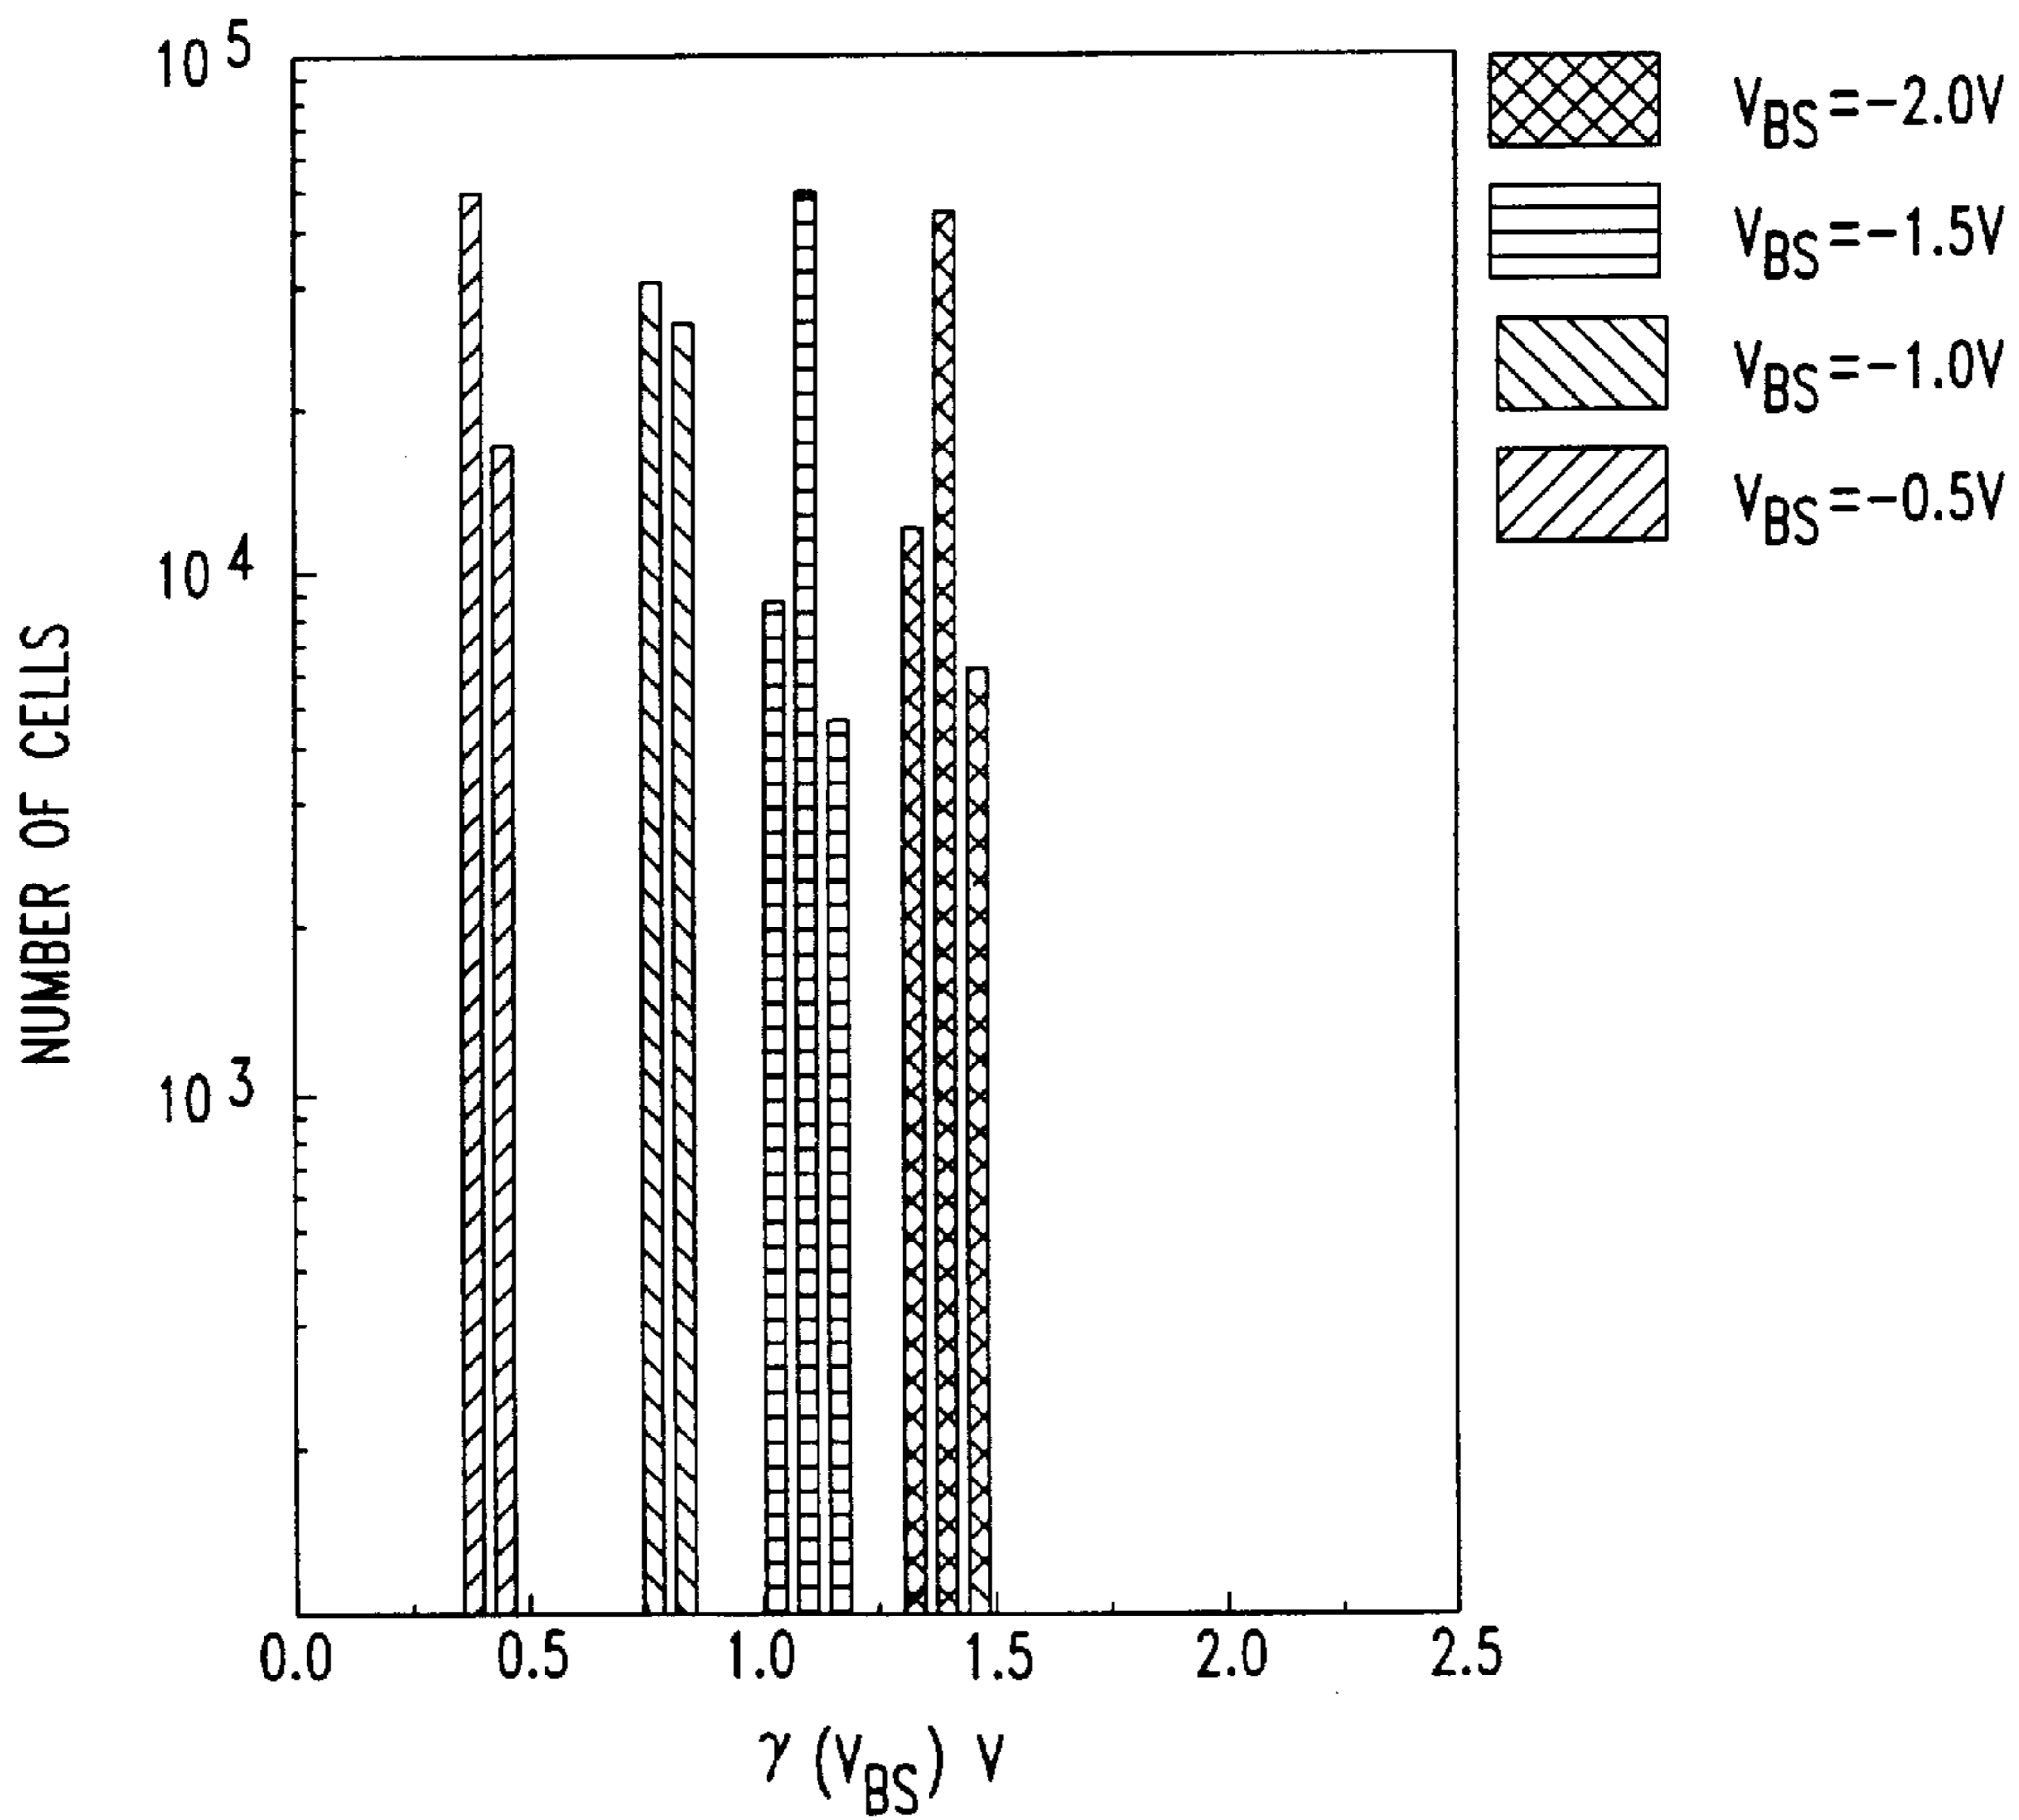 10^5
10^4
10^3
NUMBER OF CELLS
0.0 0.5 1.0 1.5 2.0 2.5
γ (V_BS) V
V_BS=-2.0V
V_BS=-1.5V
V_BS=-1.0V
V_BS=-0.5V